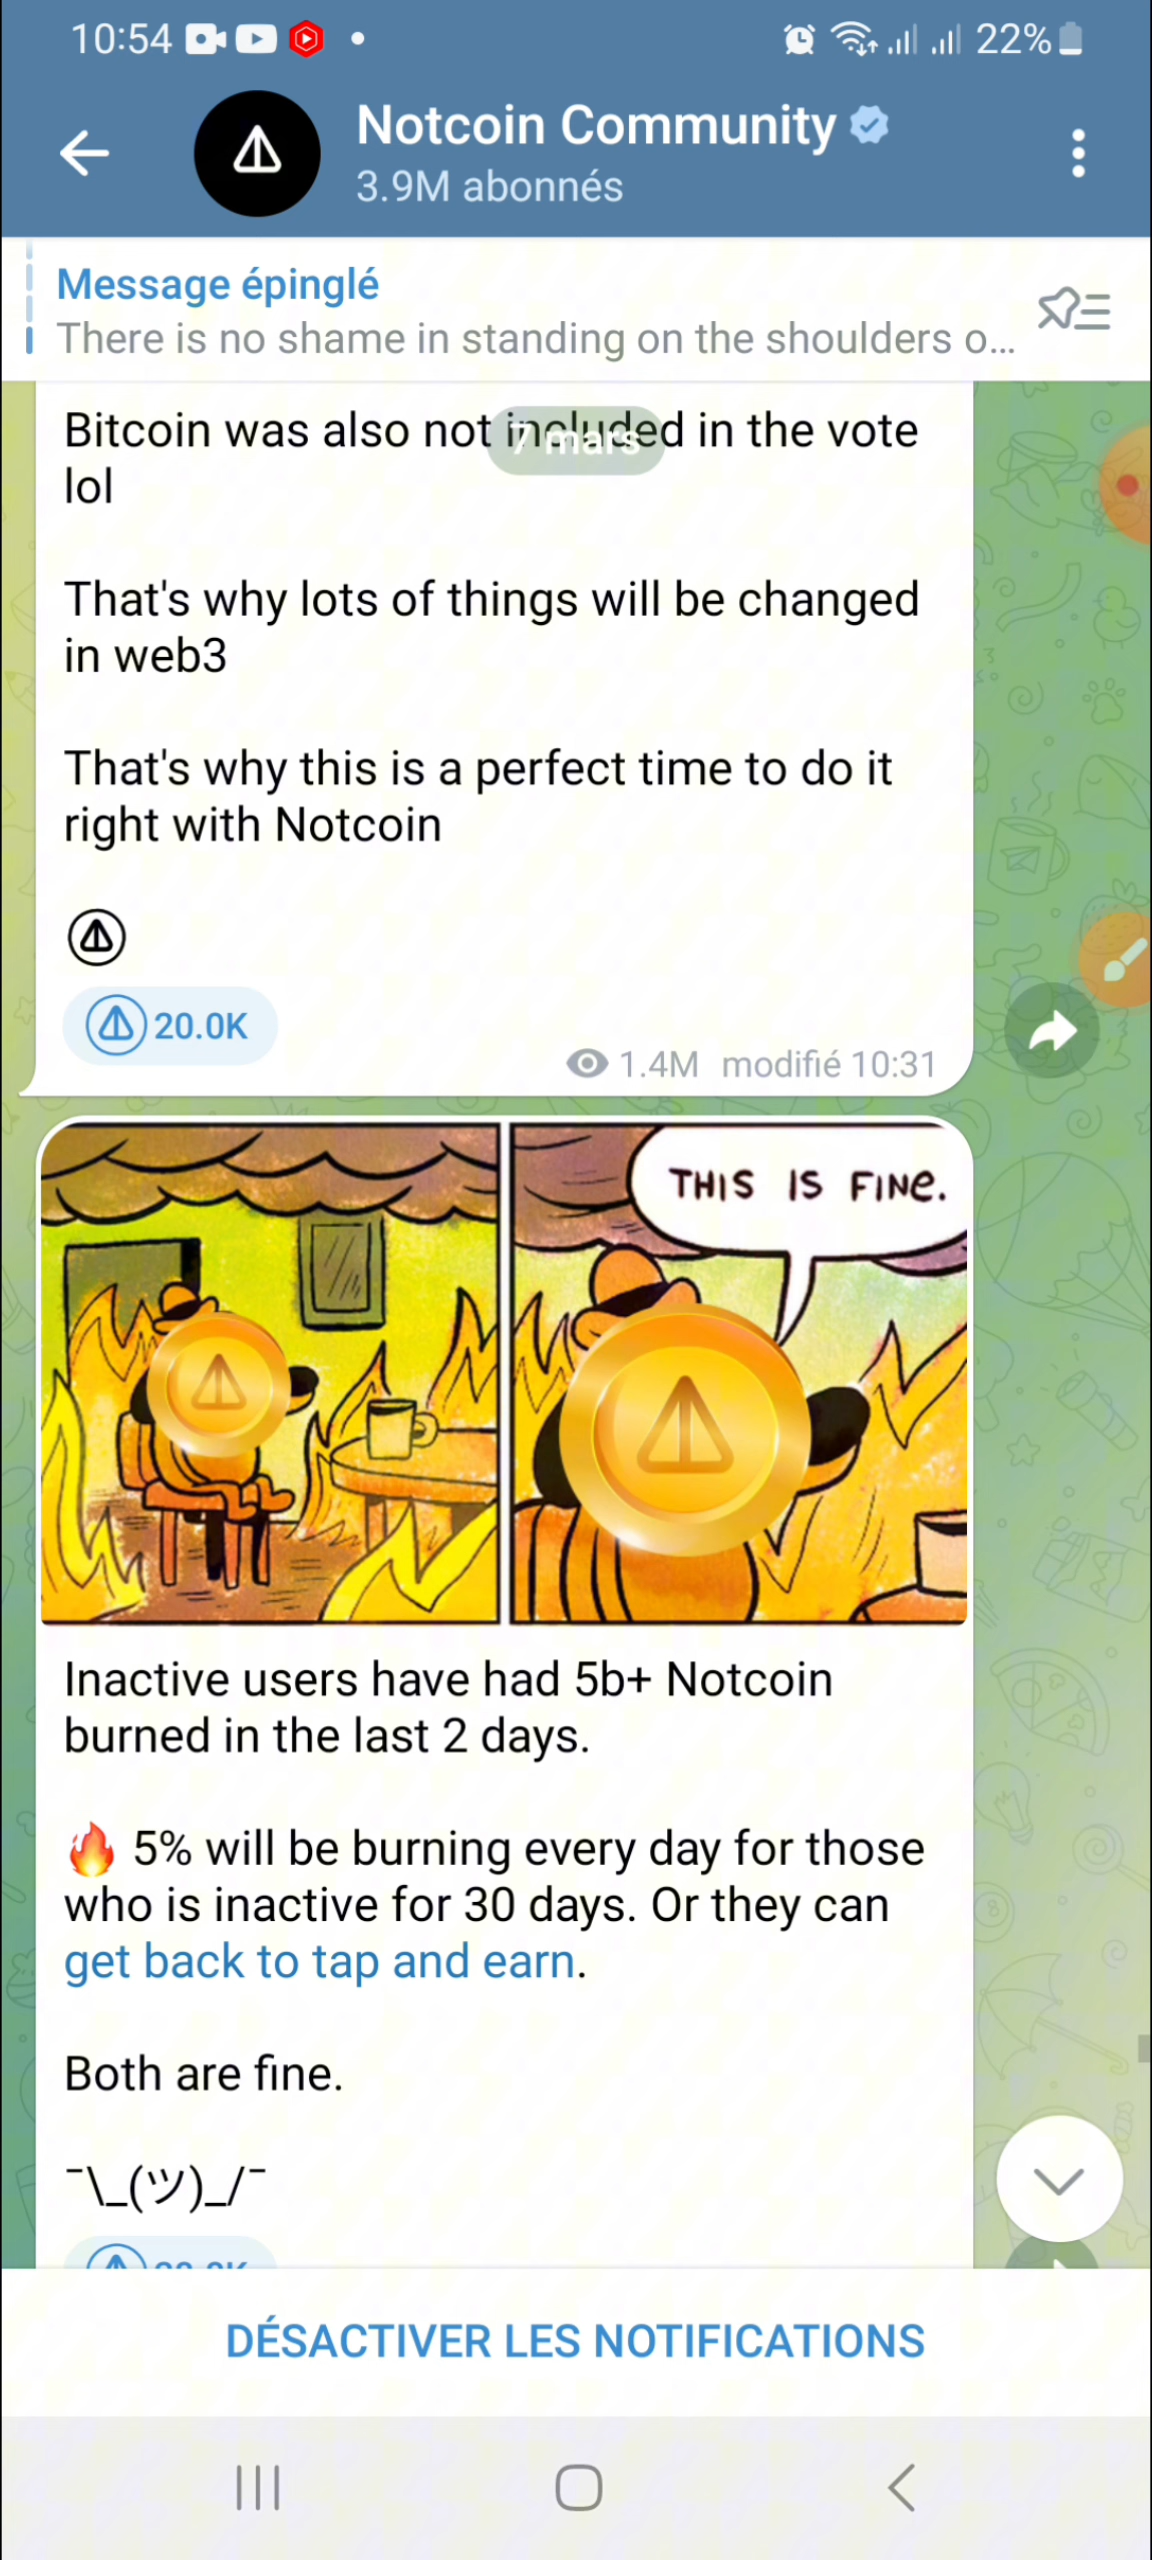 10:54
22%
Notcoin Community
3.9M abonnés
Message épinglé
There is no shame in standing on the shoulders o...
7 mars
Bitcoin was also not included in the vote
lol
That's why lots of things will be changed
in web3
That's why this is a perfect time to do it
right with Notcoin
20.0K
1.4M modifié 10:31
THIS IS FINE.
Inactive users have had 5b+ Notcoin
burned in the last 2 days.
🔥 5% will be burning every day for those
who is inactive for 30 days. Or they can
get back to tap and earn.
Both are fine.
¯\_(ツ)_/¯
DÉSACTIVER LES NOTIFICATIONS